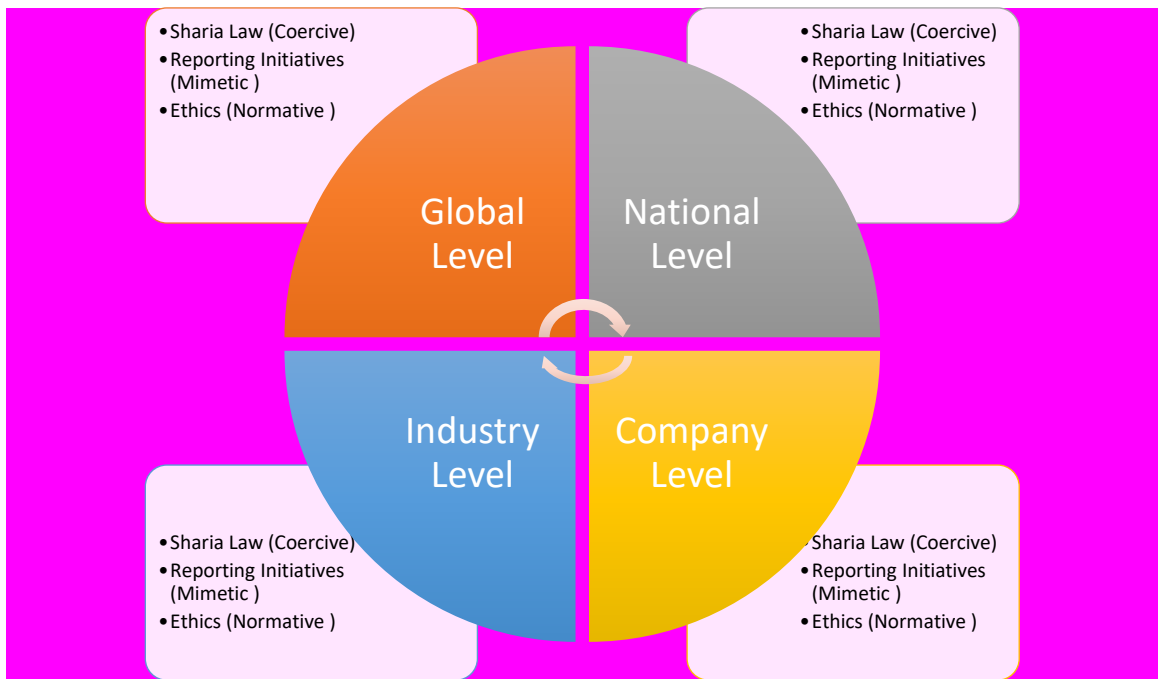 • Sharia Law (Coercive)
• Reporting Initiatives
(Mimetic )
• Ethics (Normative )
• Sharia Law (Coercive)
• Reporting Initiatives
(Mimetic )
• Ethics (Normative )
Global
Level
National
Level
Industry
Level
Company
Level
• Sharia Law (Coercive)
• Reporting Initiatives
(Mimetic )
• Ethics (Normative )
• Sharia Law (Coercive)
• Reporting Initiatives
(Mimetic )
• Ethics (Normative )